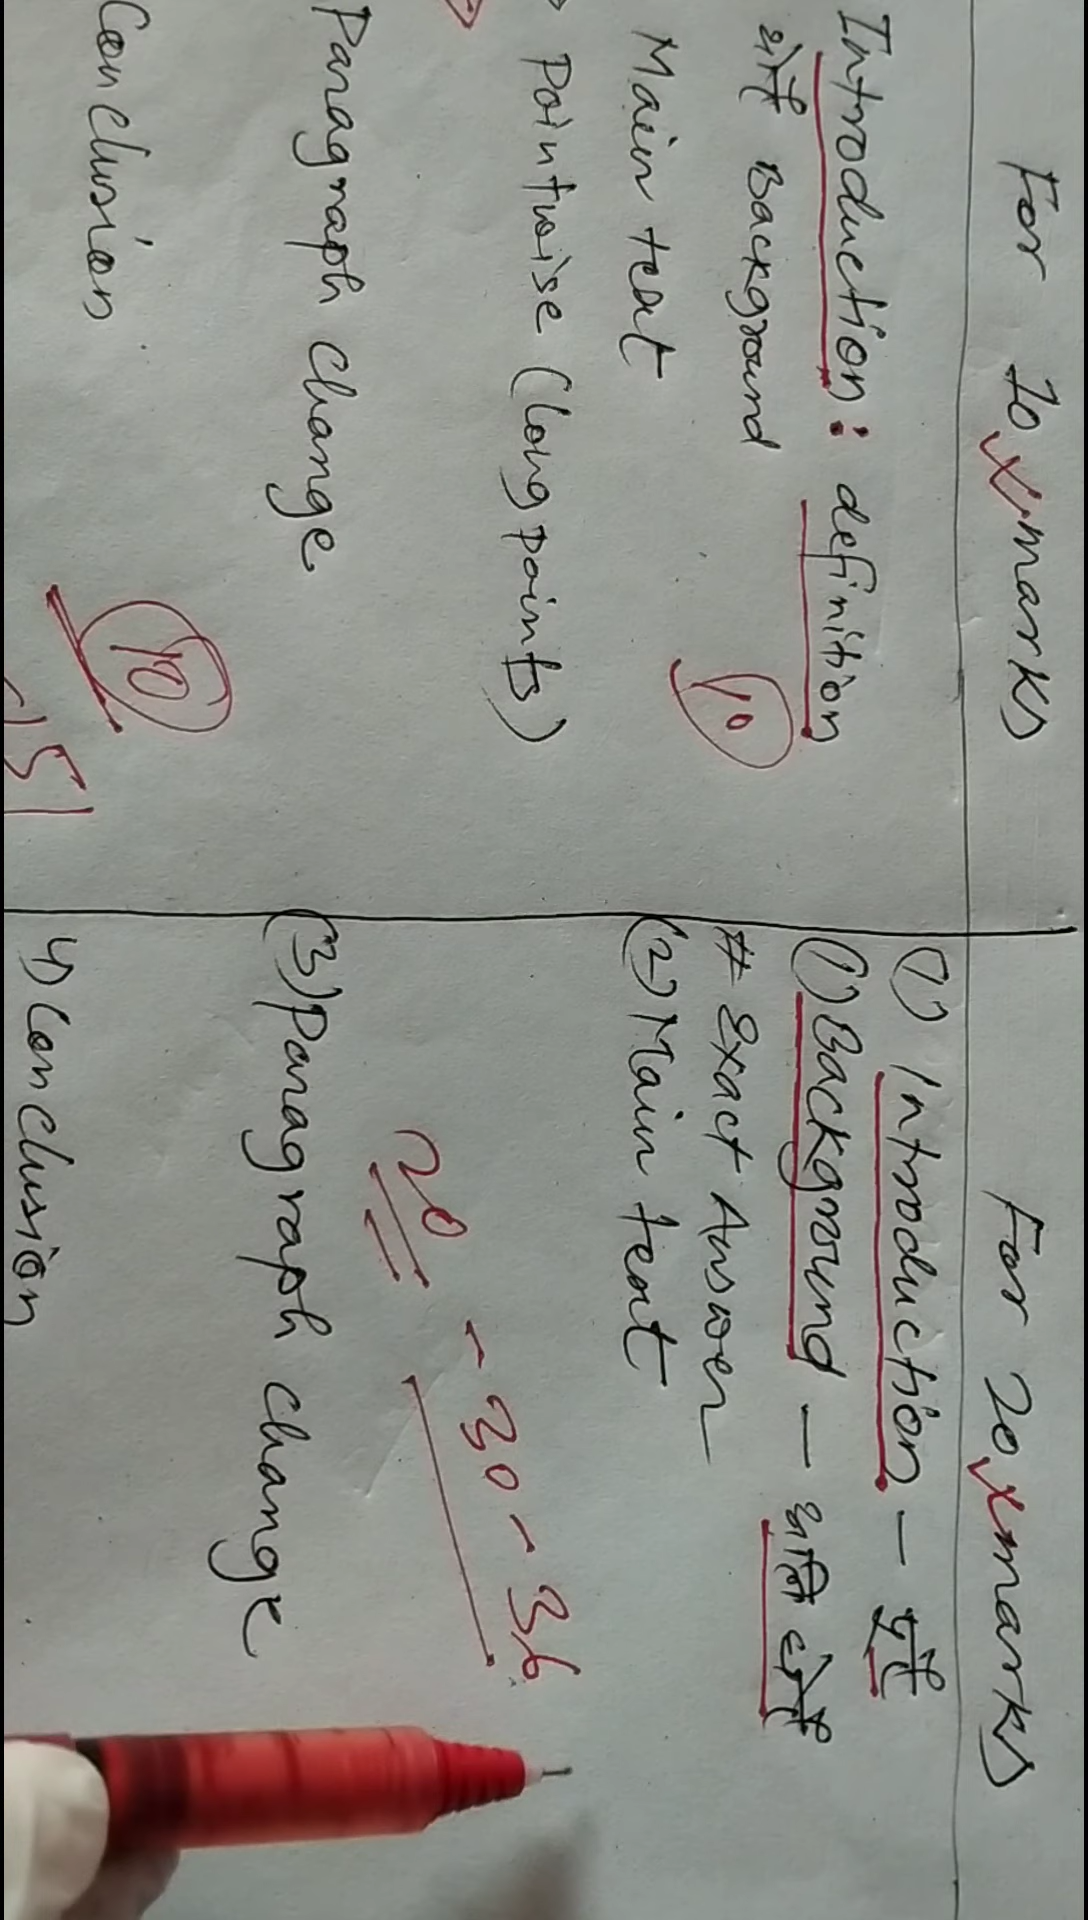 For 10 marks
Introduction: definition
Background
10
Main text
Pointwise (long points)
Paragraph change
10
Conclusion
15
For 20 marks
1) Introduction –
(1) Background –
# Exact Answer
(2) Main text
20 – 30 – 36
(3) Paragraph change
4) Conclusion